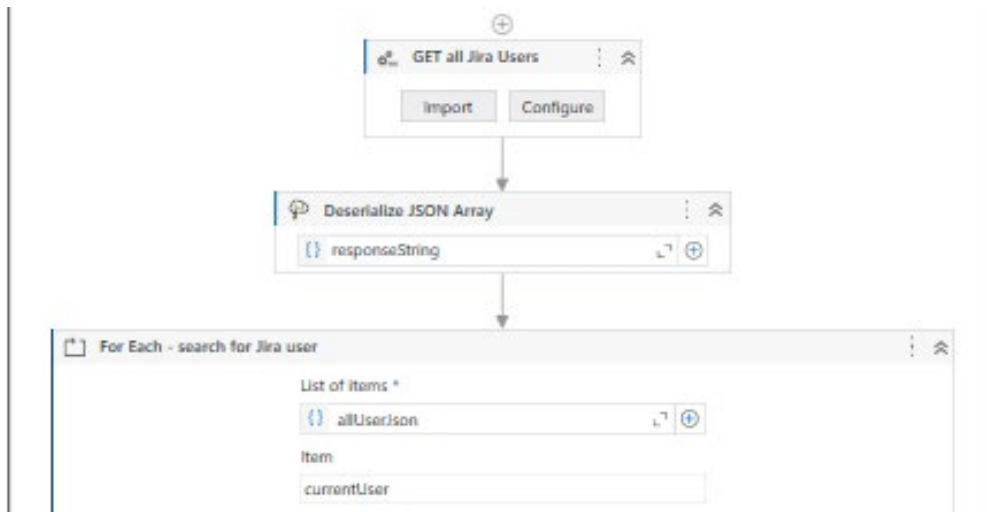 GET all Jira Users
Import Configure
Deserialize JSON Array
{} responseString
For Each - search for Jira user
List of items *
{} allUserJson
Item
currentUser